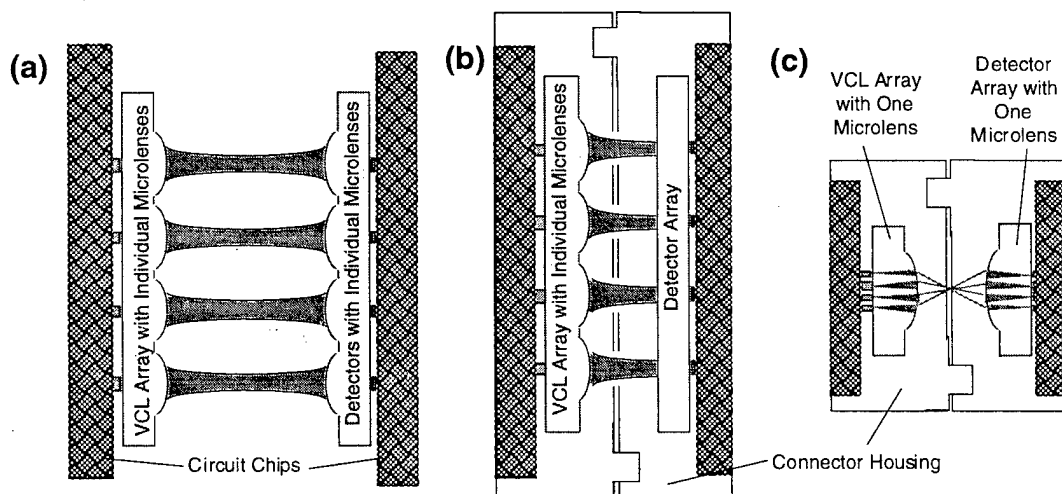 (a)
VCL Array with Individual Microlenses
Detectors with Individual Microlenses
Circuit Chips
(b)
VCL Array with Individual Microlenses
Detector Array
Connector Housing
(c)
VCL Array
with One
Microlens
Detector
Array with
One
Microlens